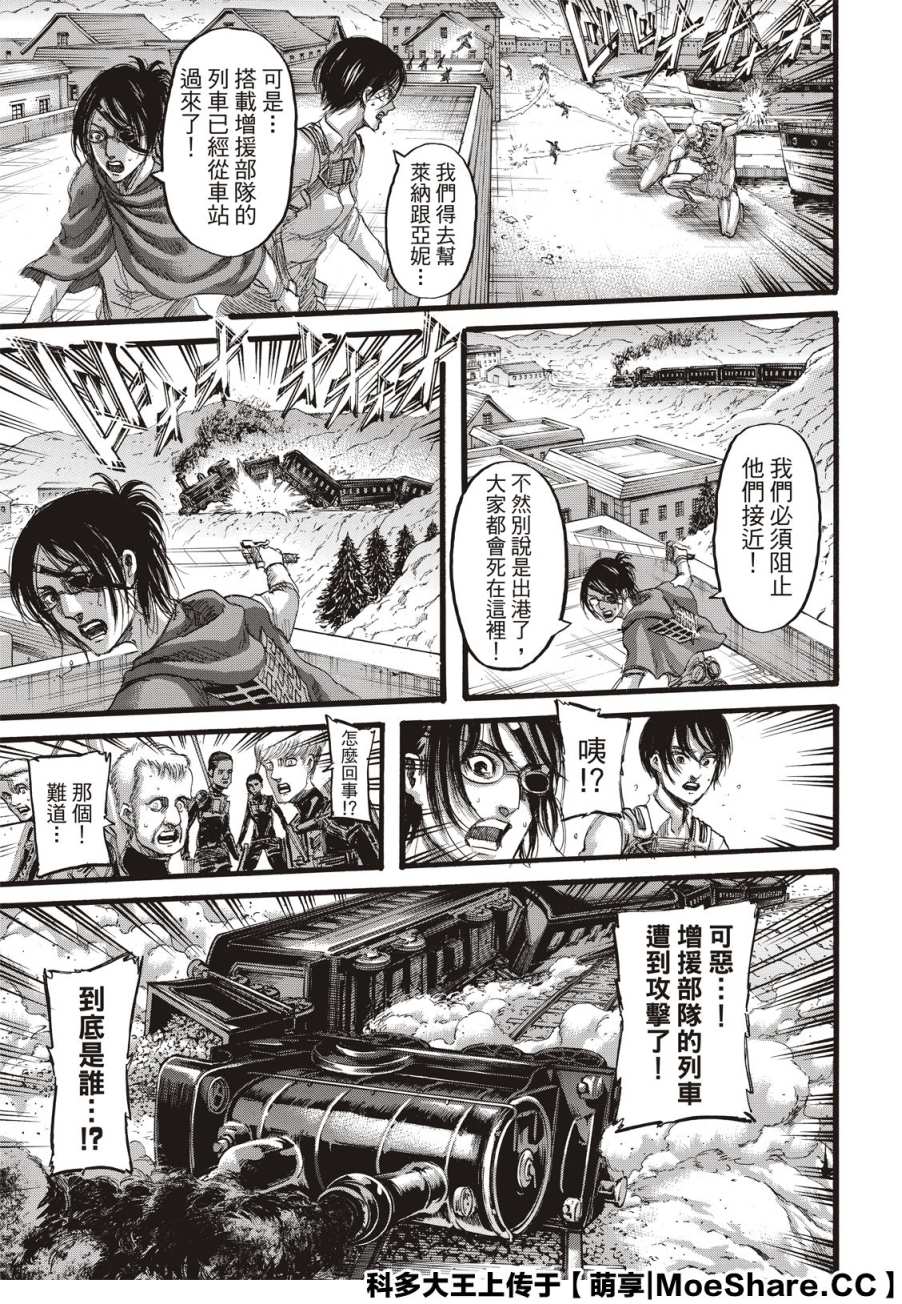 我們得去幫
萊納跟亞妮…
可是…
搭載增援部隊的
列車已經從車站
過來了！
我們必須阻止
他們接近！
不然別說是出港了，
大家都會死在這裡！
咦!?
怎麼回事!?
那個！
難道…
可惡…！
增援部隊的列車
遭到攻擊了！
到底是誰…!?
科多大王上传于【萌享|MoeShare.CC】